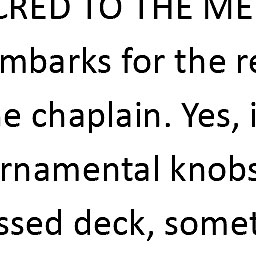 CRED TO THE ME
mbarks for the re
e chaplain. Yes, i
rnamental knobs
ssed deck, somet